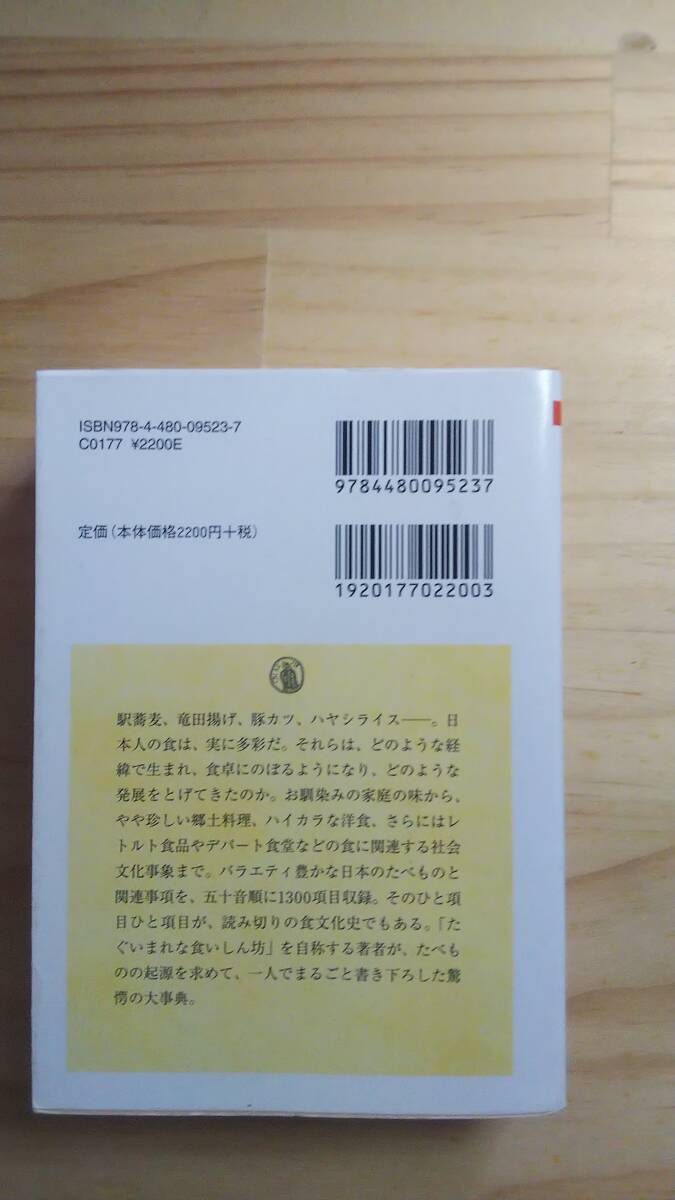 ISBN978-4-480-09523-7
C0177 ¥2200E
9784480095237
定価(本体価格2200円+税)
1920177022003
駅蕎麦、竜田揚げ、豚カツ、ハヤシライス――。日
本人の食は、実に多彩だ。それらは、どのような経
緯で生まれ、食卓にのぼるようになり、どのような
発展をとげてきたのか。お馴染みの家庭の味から、
やや珍しい郷土料理、ハイカラな洋食、さらにはレ
トルト食品やデパート食堂などの食に関連する社会
文化事象まで。バラエティ豊かな日本のたべものと
関連事項を、五十音順に1300項目収録。そのひと項
目ひと項目が、読み切りの食文化史でもある。「た
ぐいまれな食いしん坊」を自称する著者が、たべも
のの起源を求めて、一人でまるごと書き下ろした驚
愕の大事典。